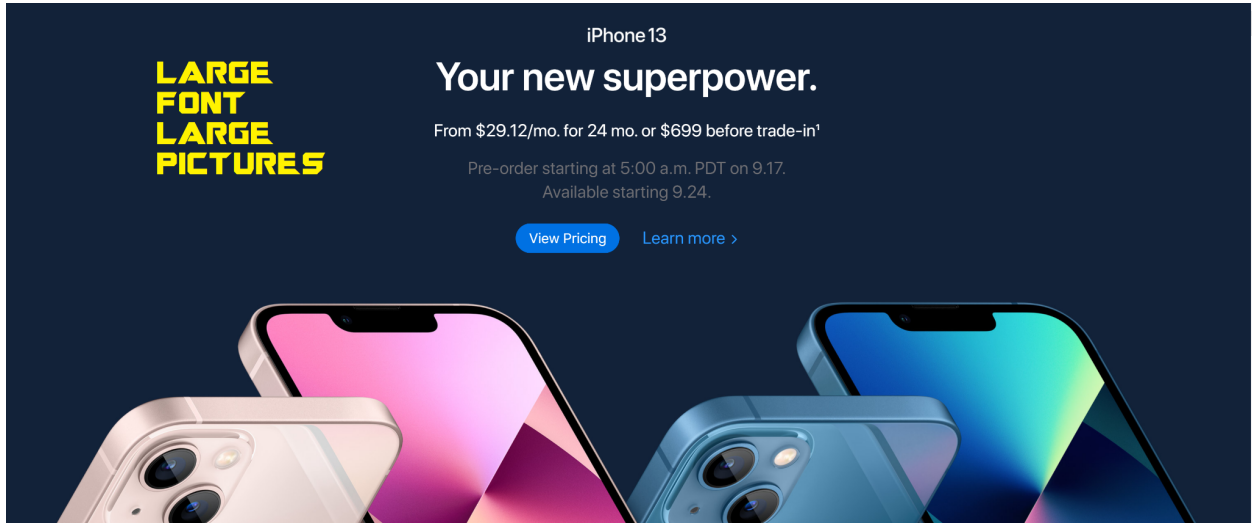 iPhone 13
Your new superpower.
LARGE
FONT
LARGE
PICTURES
From $29.12/mo. for 24 mo. or $699 before trade-in¹
Pre-order starting at 5:00 a.m. PDT on 9.17.
Available starting 9.24.
View Pricing
Learn more >